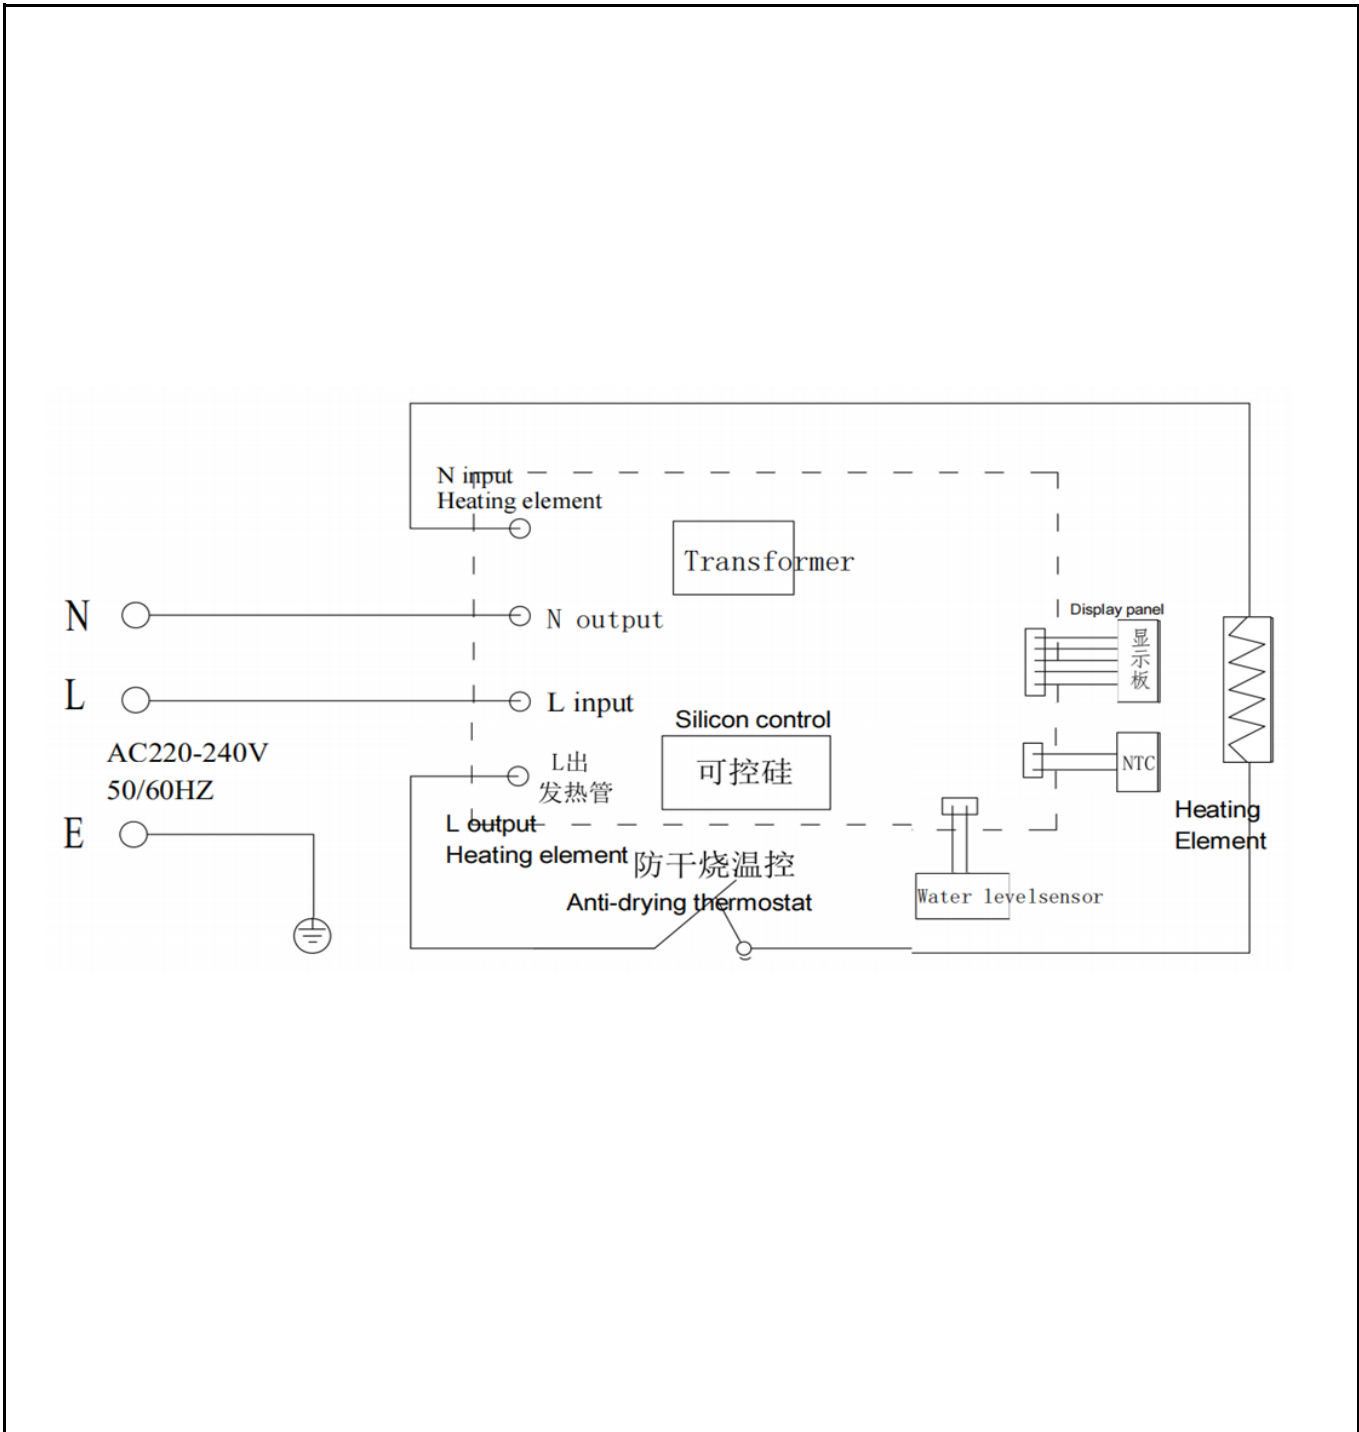 N input
Heating element
Transformer
N
N output
Display panel
显示板
L
L input
Silicon control
可控硅
AC220-240V
50/60HZ
L出
发热管
NTC
E
L output
Heating element
Heating
Element
防干烧温控
Anti-drying thermostat
Water levelsensor